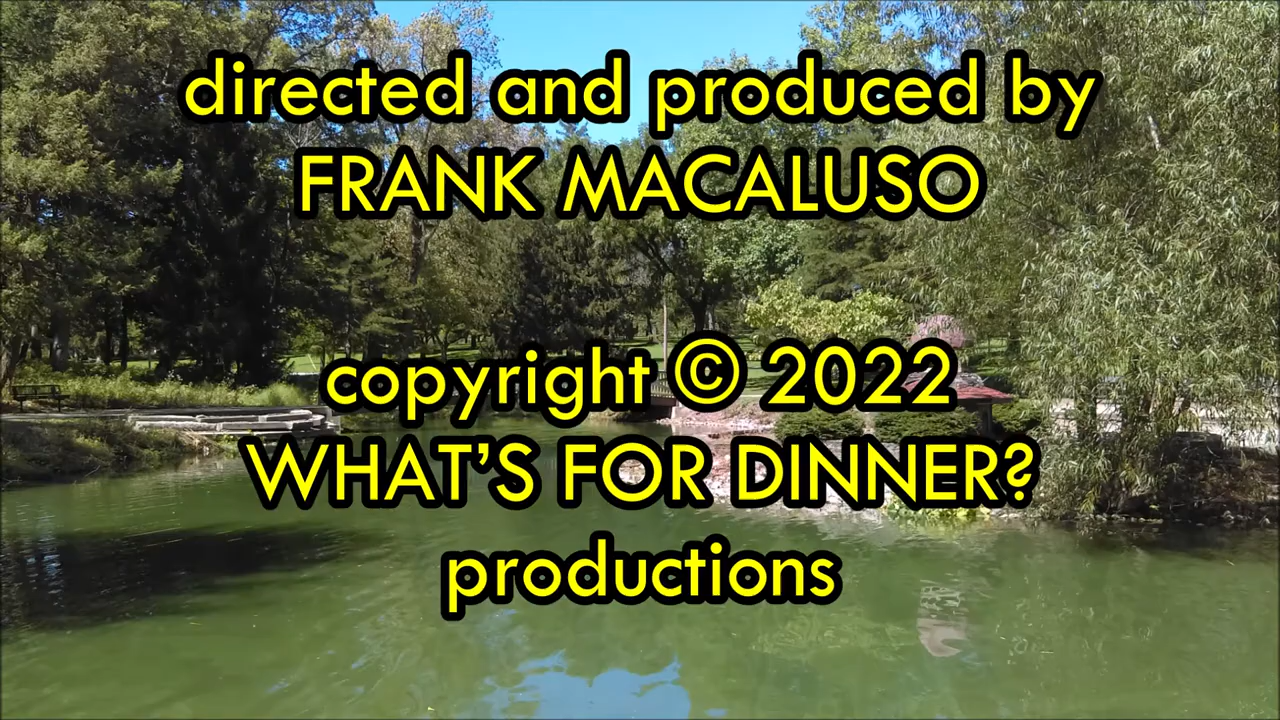 directed and produced by
FRANK MACALUSO
copyright © 2022
WHAT’S FOR DINNER?
productions